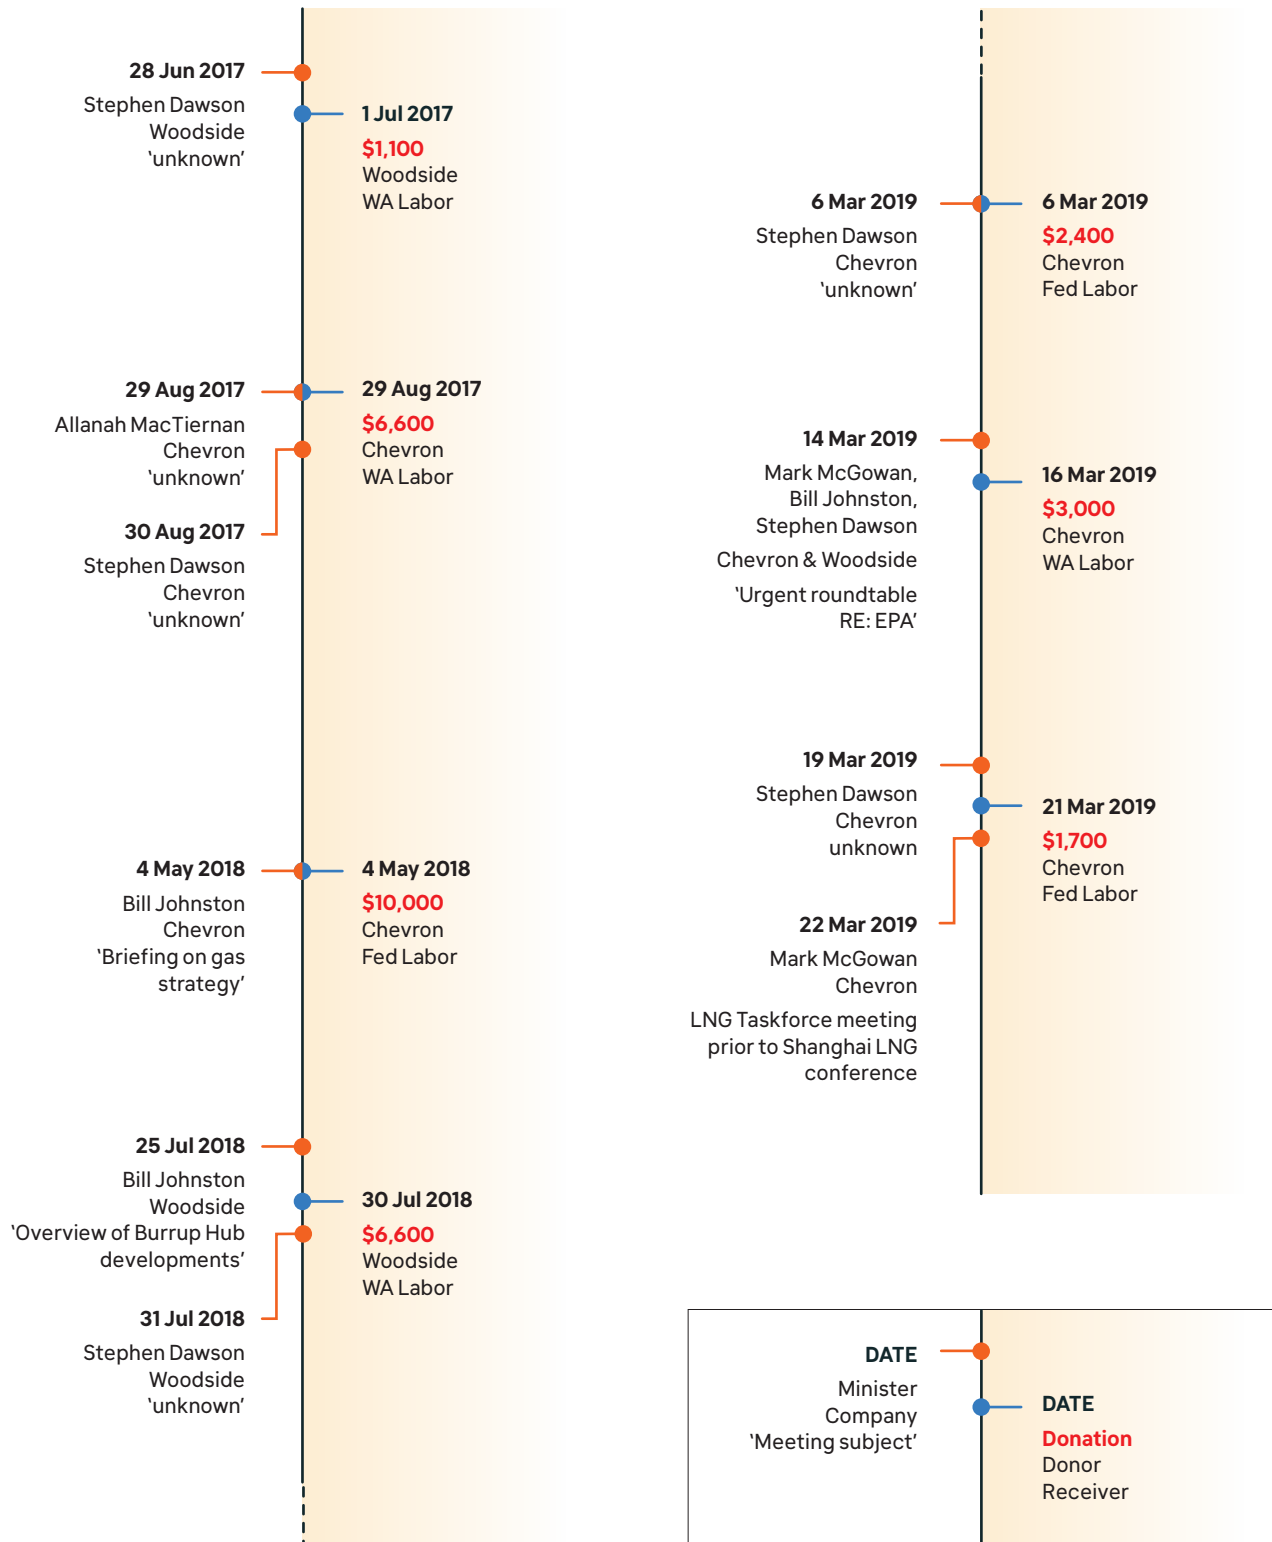 28 Jun 2017
Stephen Dawson
Woodside
‘unknown’
1 Jul 2017
$1,100
Woodside
WA Labor
29 Aug 2017
Allanah MacTiernan
Chevron
‘unknown’
29 Aug 2017
$6,600
Chevron
WA Labor
30 Aug 2017
Stephen Dawson
Chevron
‘unknown’
4 May 2018
Bill Johnston
Chevron
‘Briefing on gas
strategy’
4 May 2018
$10,000
Chevron
Fed Labor
25 Jul 2018
Bill Johnston
Woodside
‘Overview of Burrup Hub
developments’
30 Jul 2018
$6,600
Woodside
WA Labor
31 Jul 2018
Stephen Dawson
Woodside
‘unknown’
6 Mar 2019
Stephen Dawson
Chevron
‘unknown’
6 Mar 2019
$2,400
Chevron
Fed Labor
14 Mar 2019
Mark McGowan,
Bill Johnston,
Stephen Dawson
Chevron & Woodside
‘Urgent roundtable
RE: EPA’
16 Mar 2019
$3,000
Chevron
WA Labor
19 Mar 2019
Stephen Dawson
Chevron
unknown
21 Mar 2019
$1,700
Chevron
Fed Labor
22 Mar 2019
Mark McGowan
Chevron
LNG Taskforce meeting
prior to Shanghai LNG
conference
DATE
Minister
Company
‘Meeting subject’
DATE
Donation
Donor
Receiver